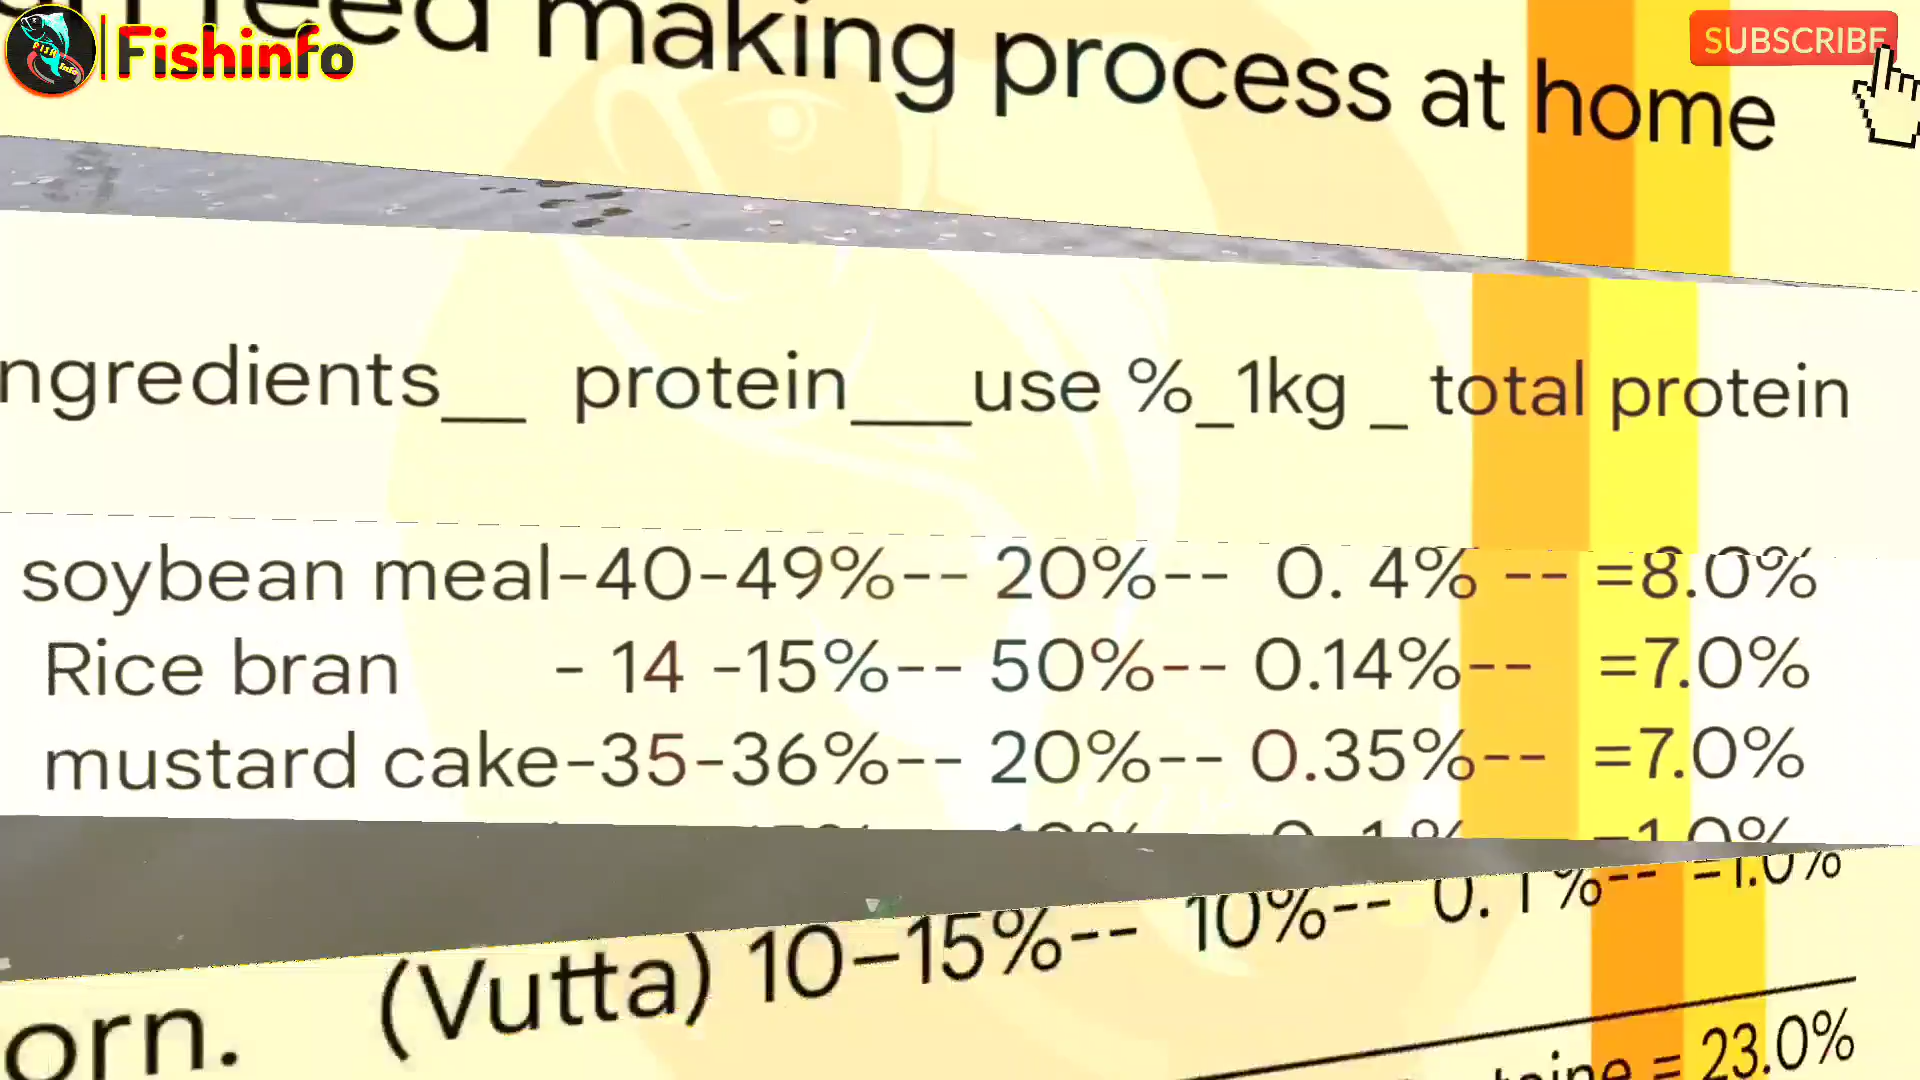 Fishinfo
SUBSCRIBE
making process at home
ngredients__ protein___use %_1kg _ total protein
soybean meal-40-49%-- 20%-- 0. 4% -- =8.0%
Rice bran - 14 -15%-- 50%-- 0.14%-- =7.0%
mustard cake-35-36%-- 20%-- 0.35%-- =7.0%
orn. (Vutta) 10-15%-- 10%-- 0. 1%-- =1.0%
= 23.0%